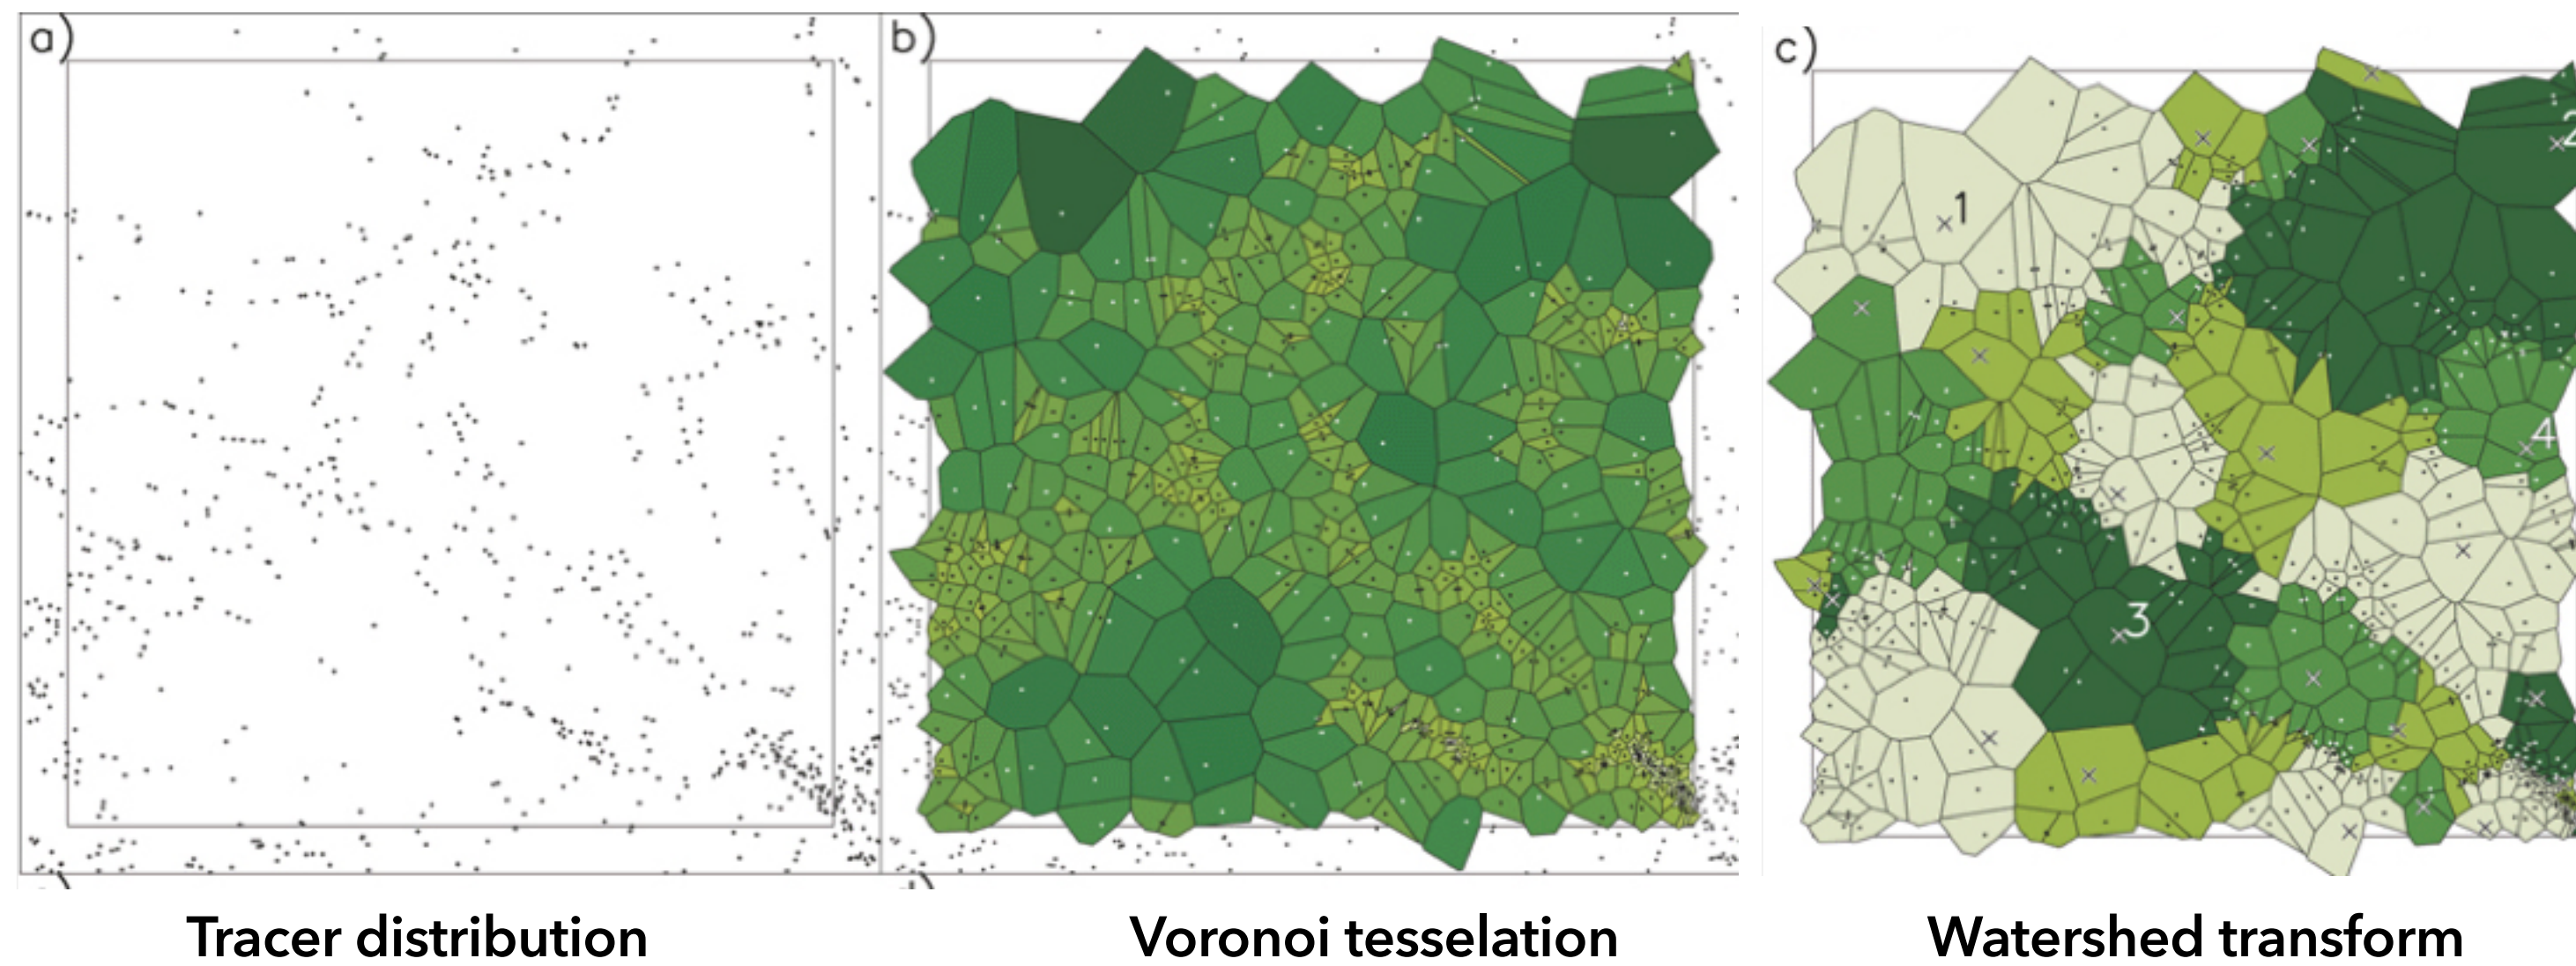 a)
b)
c)
1
2
3
4
Tracer distribution
Voronoi tesselation
Watershed transform